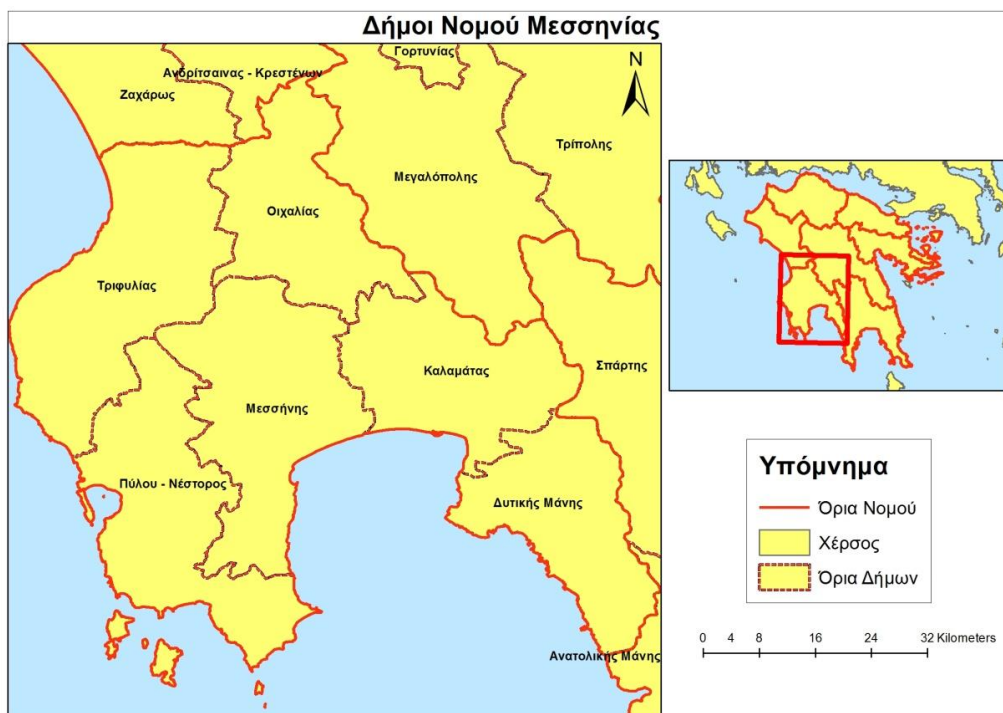 Δήμοι Νομού Μεσσηνίας
Γορτυνίας
Ανδρίτσαινας - Κρεστένων
Ζαχάρως
N
Τρίπολης
Μεγαλόπολης
Οιχαλίας
Τριφυλίας
Σπάρτης
Καλαμάτας
Μεσσήνης
Πύλου - Νέστορος
Δυτικής Μάνης
Ανατολικής Μάνης
Υπόμνημα
Όρια Νομού
Χέρσος
Όρια Δήμων
0 4 8 16 24 32 Kilometers